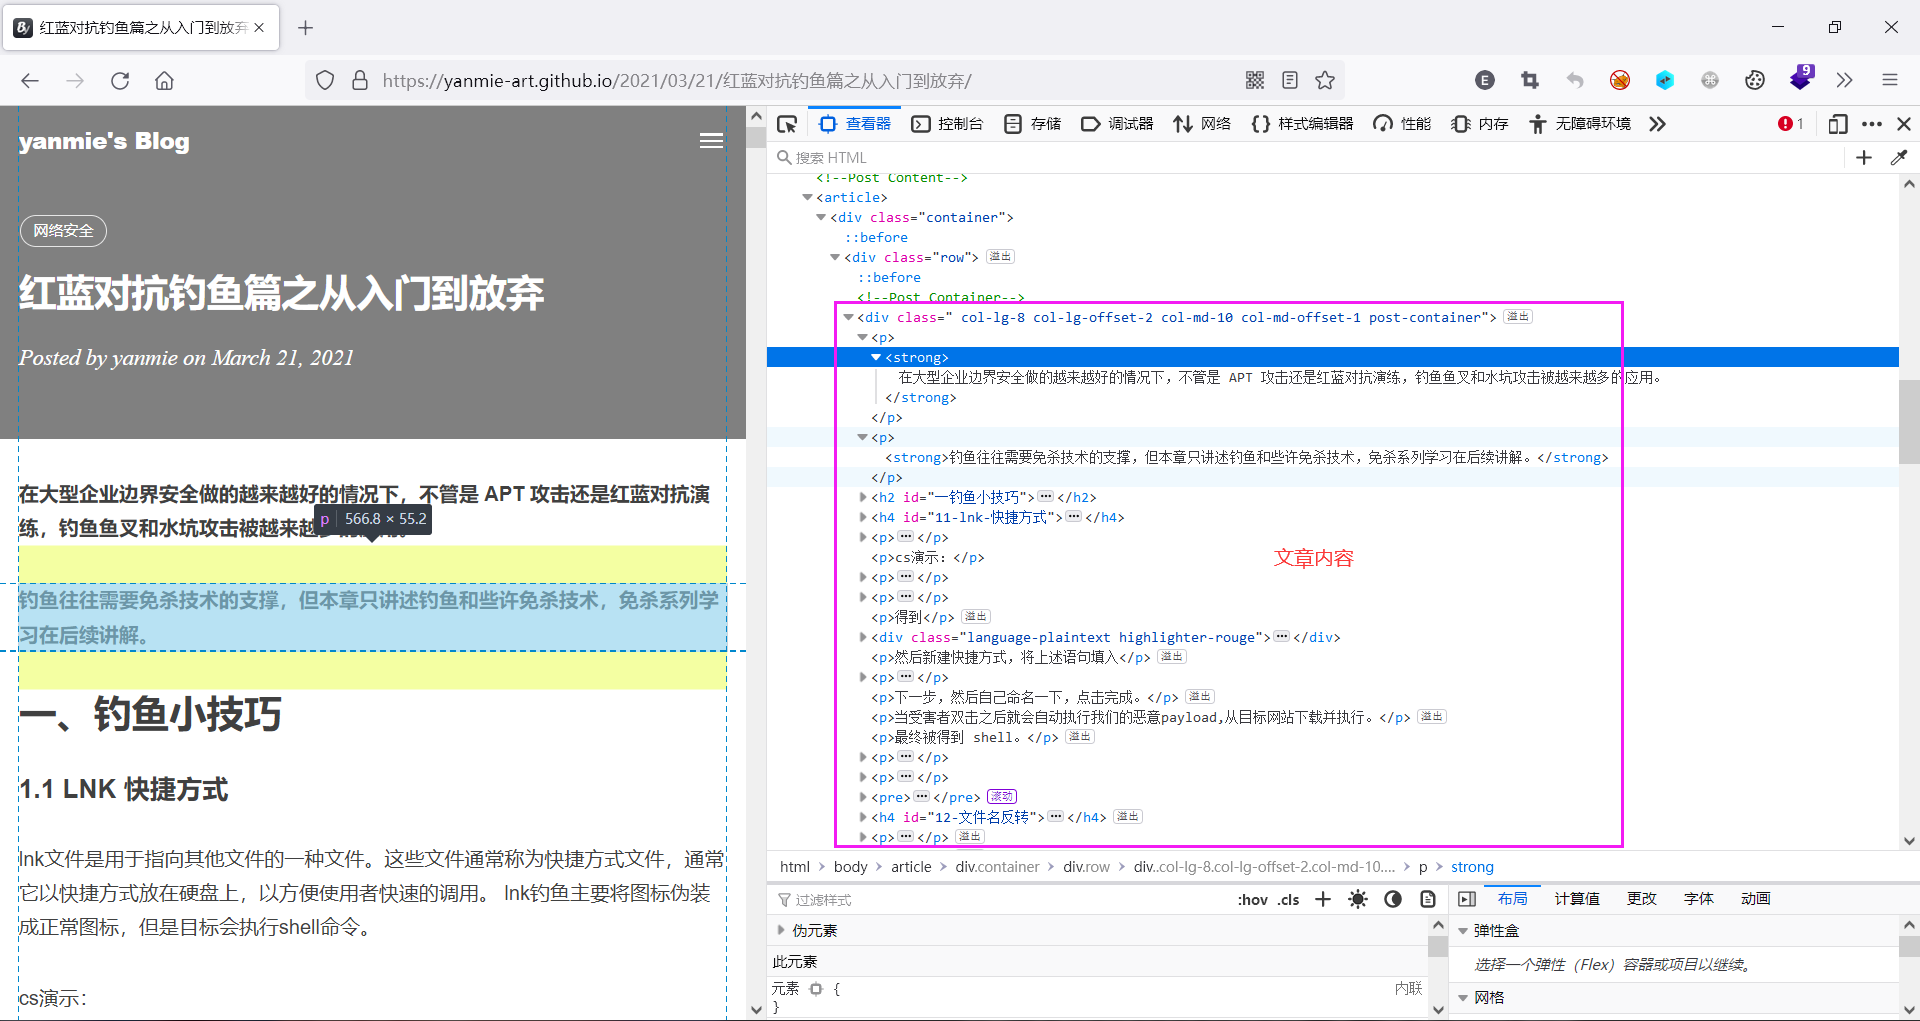 红蓝对抗钓鱼篇之从入门到放弃
https://yanmie-art.github.io/2021/03/21/红蓝对抗钓鱼篇之从入门到放弃/
E
9
yanmie's Blog
网络安全
红蓝对抗钓鱼篇之从入门到放弃
Posted by yanmie on March 21, 2021
在大型企业边界安全做的越来越好的情况下，不管是 APT 攻击还是红蓝对抗演
练，钓鱼鱼叉和水坑攻击被越来越
p 566.8 × 55.2
钓鱼往往需要免杀技术的支撑，但本章只讲述钓鱼和些许免杀技术，免杀系列学
习在后续讲解。
一、钓鱼小技巧
1.1 LNK 快捷方式
lnk文件是用于指向其他文件的一种文件。这些文件通常称为快捷方式文件，通常
它以快捷方式放在硬盘上，以方便使用者快速的调用。 lnk钓鱼主要将图标伪装
成正常图标，但是目标会执行shell命令。
cs演示：
查看器 控制台 存储 调试器 网络 样式编辑器 性能 内存 无障碍环境 1
搜索 HTML
<!--Post Content-->
<article>
<div class="container">
::before
<div class="row"> 溢出
::before
<!--Post Container-->
<div class=" col-lg-8 col-lg-offset-2 col-md-10 col-md-offset-1 post-container"> 溢出
<p>
<strong>
在大型企业边界安全做的越来越好的情况下，不管是 APT 攻击还是红蓝对抗演练，钓鱼鱼叉和水坑攻击被越来越多的应用。
</strong>
</p>
<p>
<strong>钓鱼往往需要免杀技术的支撑，但本章只讲述钓鱼和些许免杀技术，免杀系列学习在后续讲解。</strong>
</p>
<h2 id="一钓鱼小技巧">…</h2>
<h4 id="11-lnk-快捷方式">…</h4>
<p>…</p>
<p>cs演示：</p>
文章内容
<p>…</p>
<p>…</p>
<p>得到</p> 溢出
<div class="language-plaintext highlighter-rouge">…</div>
<p>然后新建快捷方式，将上述语句填入</p> 溢出
<p>…</p>
<p>下一步，然后自己命名一下，点击完成。</p> 溢出
<p>当受害者双击之后就会自动执行我们的恶意payload,从目标网站下载并执行。</p> 溢出
<p>最终被得到 shell。</p> 溢出
<p>…</p>
<p>…</p>
<pre>…</pre> 滚动
<h4 id="12-文件名反转">…</h4> 溢出
<p>…</p> 溢出
html > body > article > div.container > div.row > div..col-lg-8.col-lg-offset-2.col-md-10.… > p > strong
过滤样式 :hov .cls
伪元素
此元素
元素 { 内联
}
布局 计算值 更改 字体 动画
弹性盒
选择一个弹性（Flex）容器或项目以继续。
网格